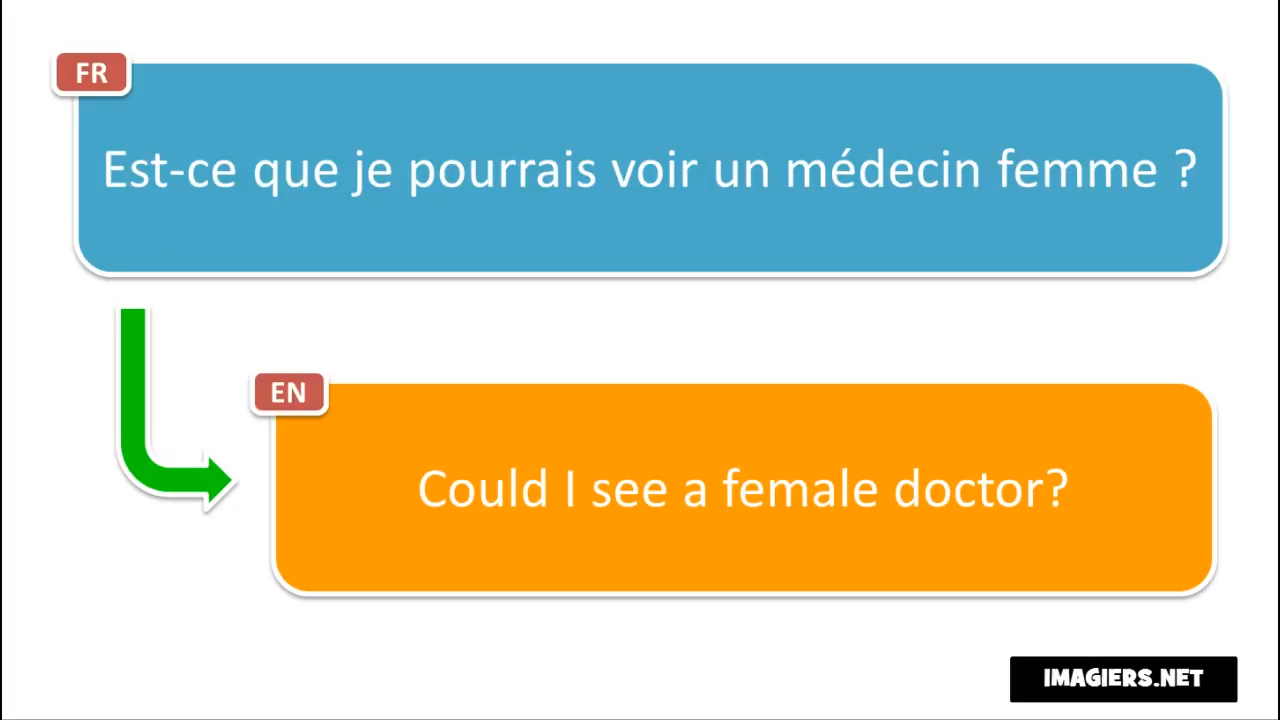 FR
Est-ce que je pourrais voir un médecin femme ?
EN
Could I see a female doctor?
IMAGIERS.NET